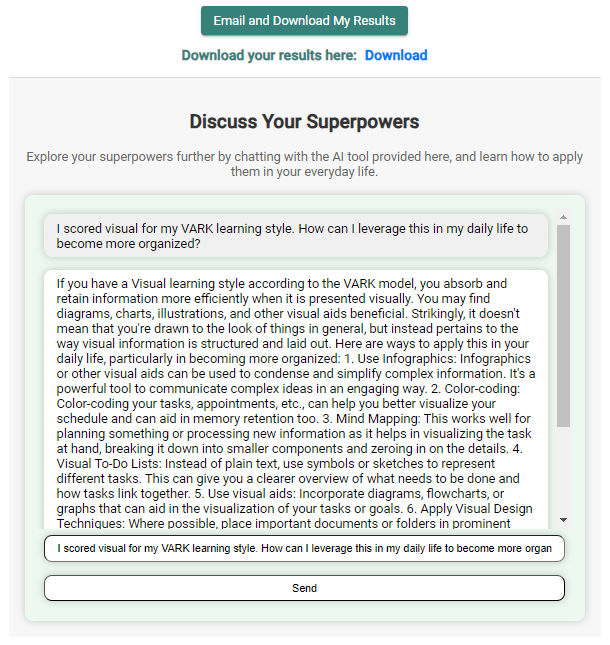 Email and Download My Results
Download your results here: Download
Discuss Your Superpowers
Explore your superpowers further by chatting with the AI tool provided here, and learn how to apply
them in your everyday life.
I scored visual for my VARK learning style. How can I leverage this in my daily life to
become more organized?
If you have a Visual learning style according to the VARK model, you absorb and
retain information more efficiently when it is presented visually. You may find
diagrams, charts, illustrations, and other visual aids beneficial. Strikingly, it doesn't
mean that you're drawn to the look of things in general, but instead pertains to the
way visual information is structured and laid out. Here are ways to apply this in your
daily life, particularly in becoming more organized: 1. Use Infographics: Infographics
or other visual aids can be used to condense and simplify complex information. It's a
powerful tool to communicate complex ideas in an engaging way. 2. Color-coding:
Color-coding your tasks, appointments, etc., can help you better visualize your
schedule and can aid in memory retention too. 3. Mind Mapping: This works well for
planning something or processing new information as it helps in visualizing the task
at hand, breaking it down into smaller components and zeroing in on the details. 4.
Visual To-Do Lists: Instead of plain text, use symbols or sketches to represent
different tasks. This can give you a clearer overview of what needs to be done and
how tasks link together. 5. Use visual aids: Incorporate diagrams, flowcharts, or
graphs that can aid in the visualization of your tasks or goals. 6. Apply Visual Design
Techniques: Where possible, place important documents or folders in prominent
I scored visual for my VARK learning style. How can I leverage this in my daily life to become more organ
Send